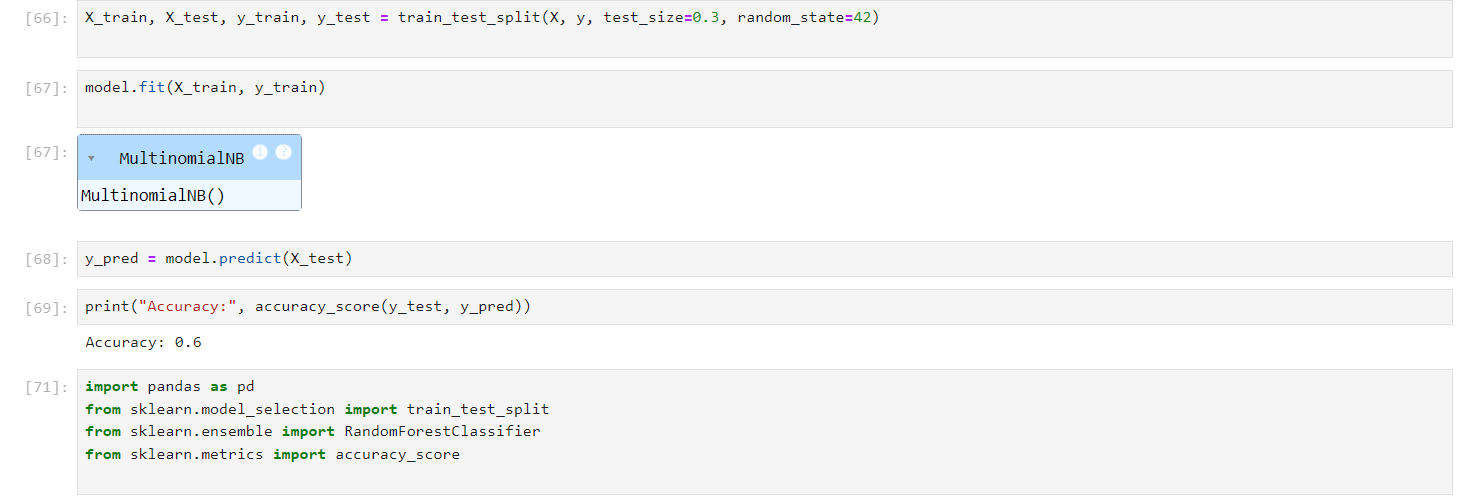 [66]: X_train, X_test, y_train, y_test = train_test_split(X, y, test_size=0.3, random_state=42)
[67]: model.fit(X_train, y_train)
[67]: ▾ MultinomialNB i ?
MultinomialNB()
[68]: y_pred = model.predict(X_test)
[69]: print("Accuracy:", accuracy_score(y_test, y_pred))
Accuracy: 0.6
[71]: import pandas as pd
from sklearn.model_selection import train_test_split
from sklearn.ensemble import RandomForestClassifier
from sklearn.metrics import accuracy_score